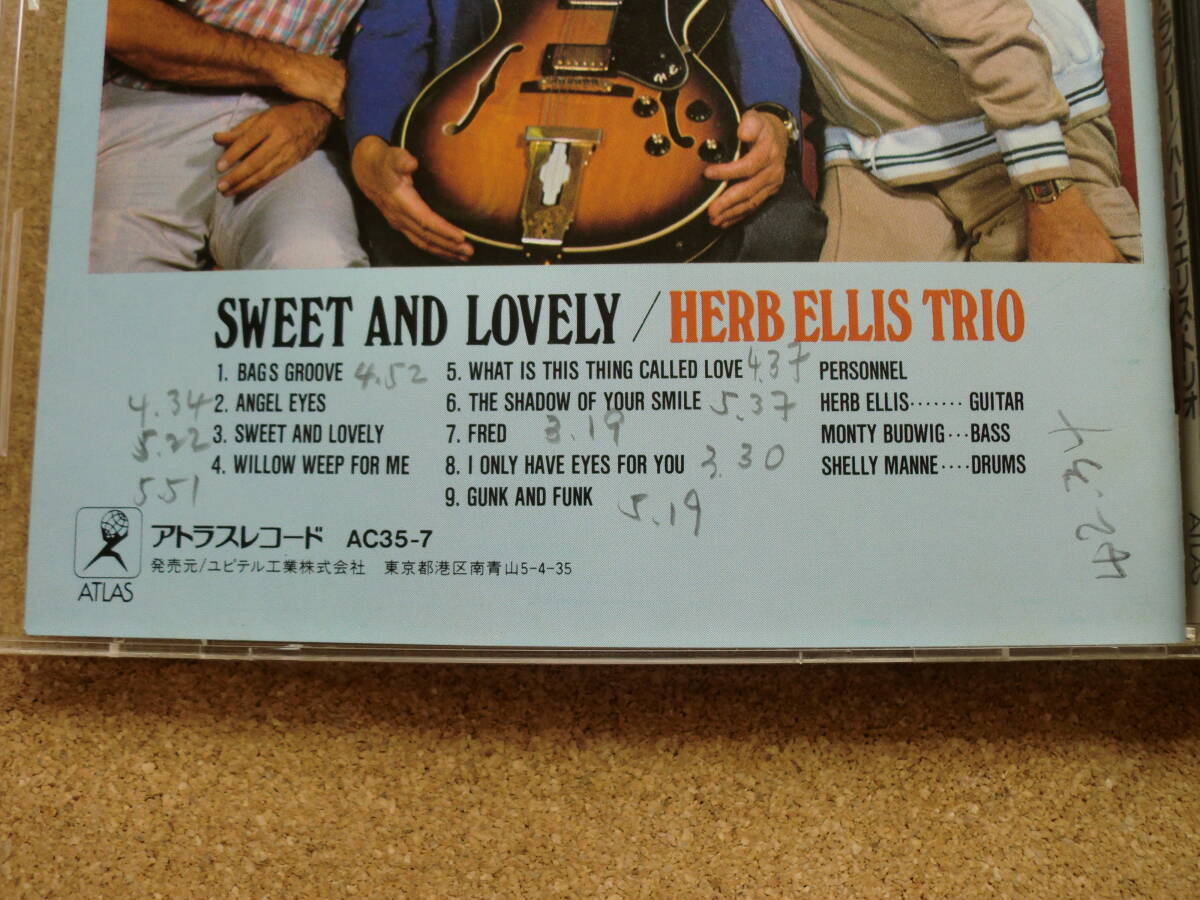 H.E.
SWEET AND LOVELY / HERB ELLIS TRIO
1. BAGS GROOVE 4.52
4.34 2. ANGEL EYES
5.22 3. SWEET AND LOVELY
5.51 4. WILLOW WEEP FOR ME
5. WHAT IS THIS THING CALLED LOVE 4.37
6. THE SHADOW OF YOUR SMILE 5.37
7. FRED 3.19
8. I ONLY HAVE EYES FOR YOU 3.30
9. GUNK AND FUNK 5.19
PERSONNEL
HERB ELLIS....... GUITAR
MONTY BUDWIG...BASS
SHELLY MANNE....DRUMS
アトラスレコード AC35-7
発売元/ユピテル工業株式会社 東京都港区南青山5-4-35
ATLAS
ATLAS